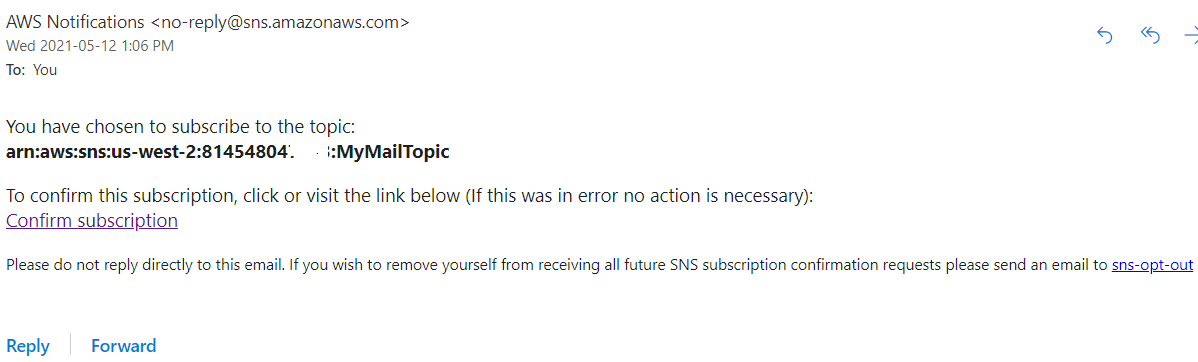 AWS Notifications <no-reply@sns.amazonaws.com>
Wed 2021-05-12 1:06 PM
To: You
You have chosen to subscribe to the topic:
arn:aws:sns:us-west-2:81454804 :MyMailTopic
To confirm this subscription, click or visit the link below (If this was in error no action is necessary):
Confirm subscription
Please do not reply directly to this email. If you wish to remove yourself from receiving all future SNS subscription confirmation requests please send an email to sns-opt-out
Reply Forward